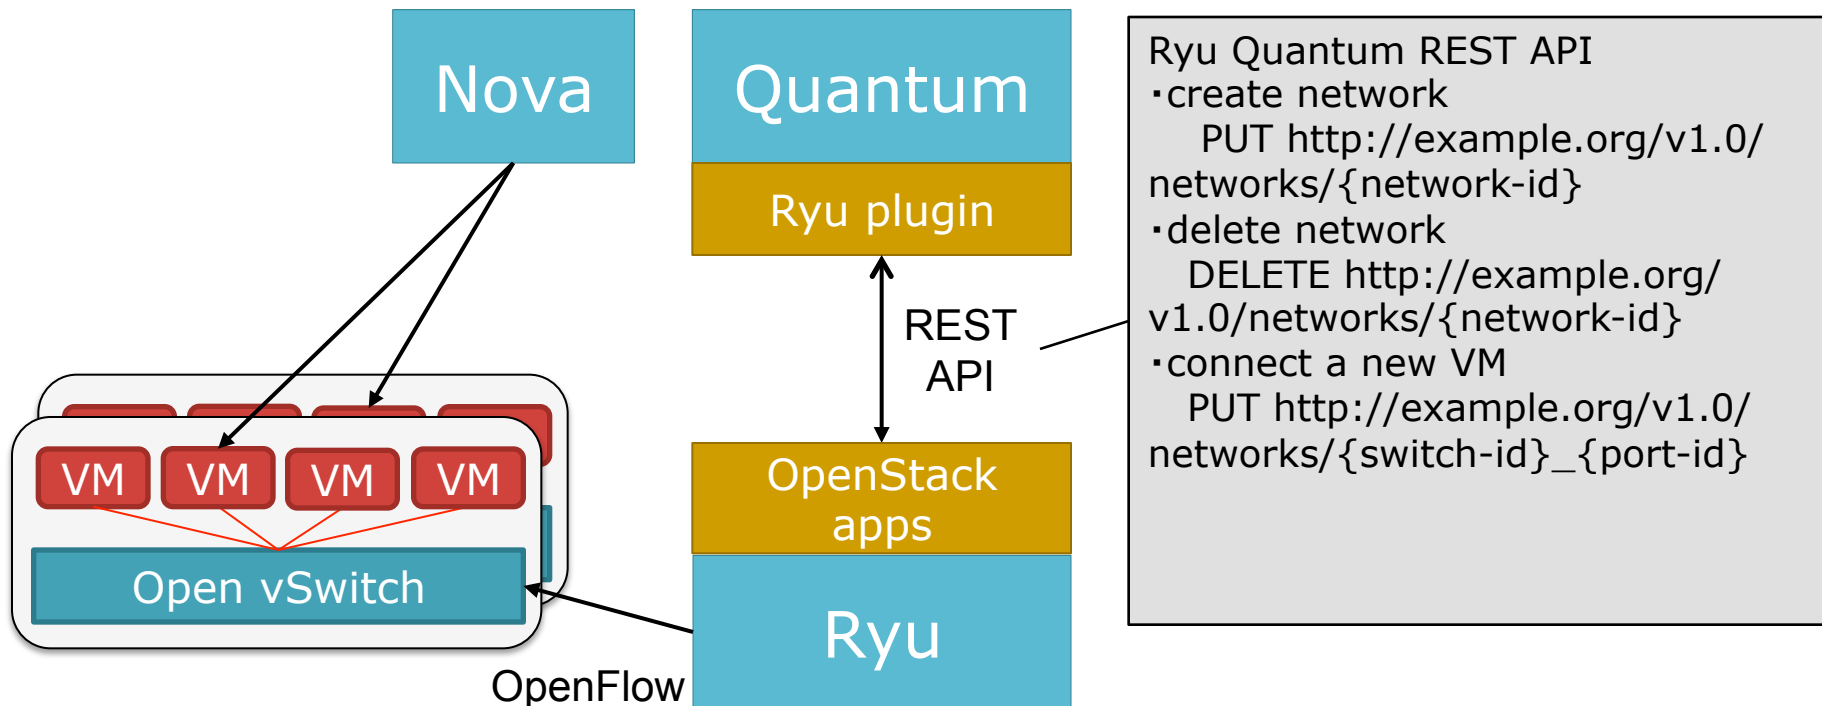 Nova
Quantum
Ryu plugin
REST
API
OpenStack
apps
Ryu
VM
VM
VM
VM
Open vSwitch
OpenFlow
Ryu Quantum REST API
・create network
PUT http://example.org/v1.0/
networks/{network-id}
・delete network
DELETE http://example.org/
v1.0/networks/{network-id}
・connect a new VM
PUT http://example.org/v1.0/
networks/{switch-id}_{port-id}